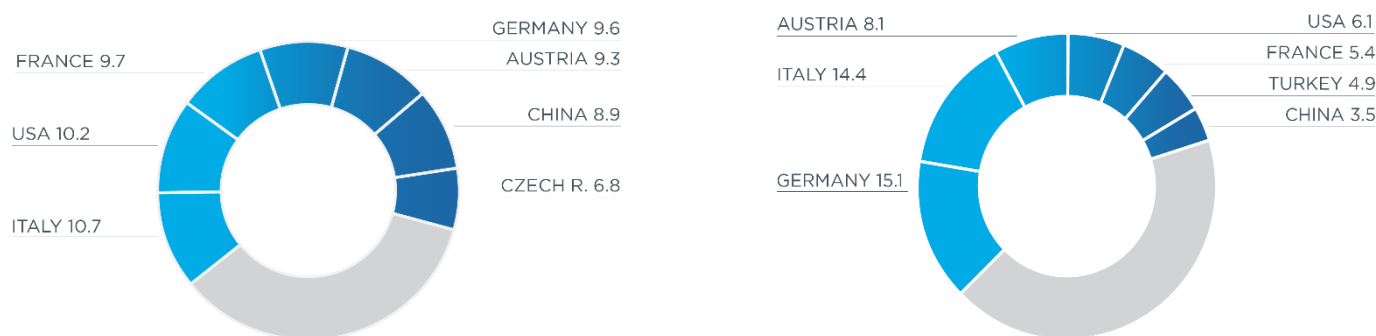 GERMANY 9.6
FRANCE 9.7
AUSTRIA 9.3
CHINA 8.9
USA 10.2
CZECH R. 6.8
ITALY 10.7
AUSTRIA 8.1
USA 6.1
FRANCE 5.4
ITALY 14.4
TURKEY 4.9
CHINA 3.5
GERMANY 15.1